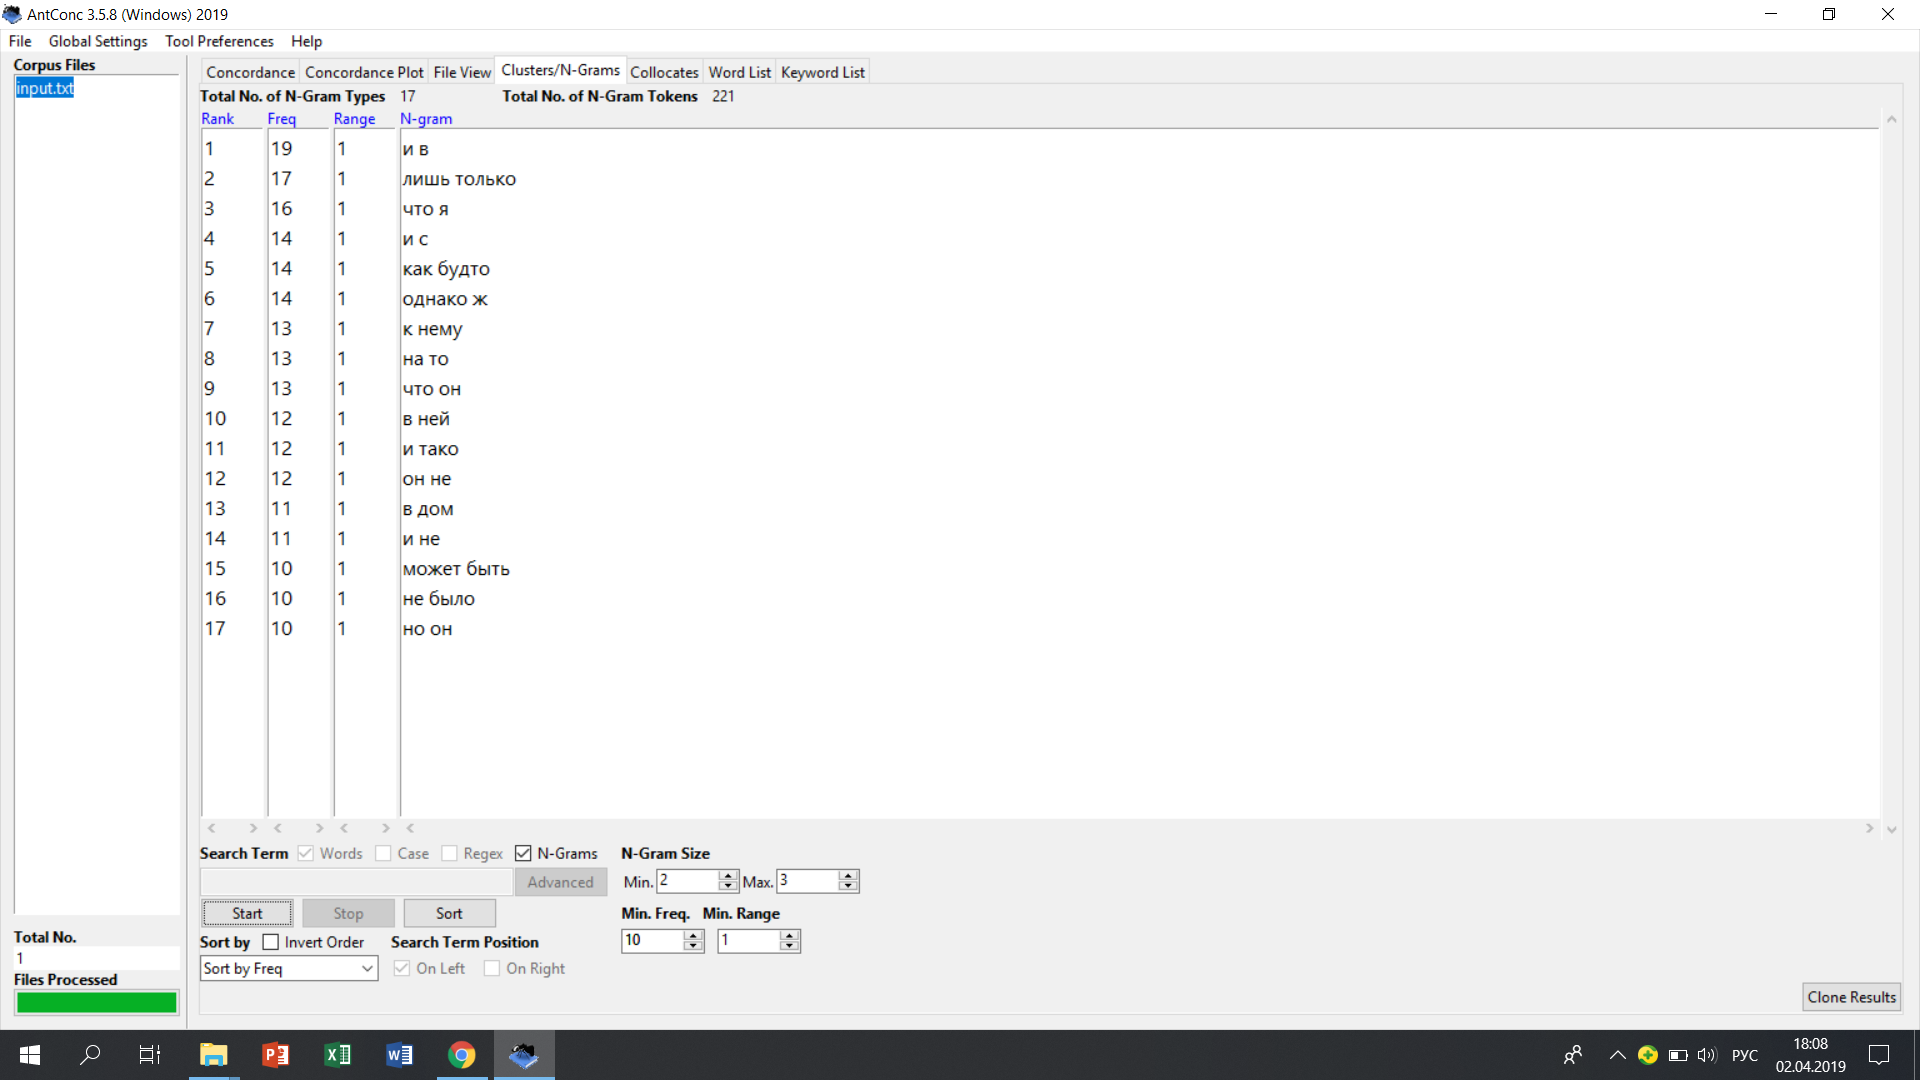 AntConc 3.5.8 (Windows) 2019
File Global Settings Tool Preferences Help
Corpus Files
input.txt
Concordance Concordance Plot File View Clusters/N-Grams Collocates Word List Keyword List
Total No. of N-Gram Types 17 Total No. of N-Gram Tokens 221
Rank Freq Range N-gram
1 19 1 и в
2 17 1 лишь только
3 16 1 что я
4 14 1 и с
5 14 1 как будто
6 14 1 однако ж
7 13 1 к нему
8 13 1 на то
9 13 1 что он
10 12 1 в ней
11 12 1 и тако
12 12 1 он не
13 11 1 в дом
14 11 1 и не
15 10 1 может быть
16 10 1 не было
17 10 1 но он
Search Term Words Case Regex N-Grams N-Gram Size
Advanced Min. 2 Max. 3
Start Stop Sort Min. Freq. Min. Range
Total No.
1
Sort by Invert Order Search Term Position 10 1
Files Processed
Sort by Freq On Left On Right
Clone Results
РУС
18:08
02.04.2019